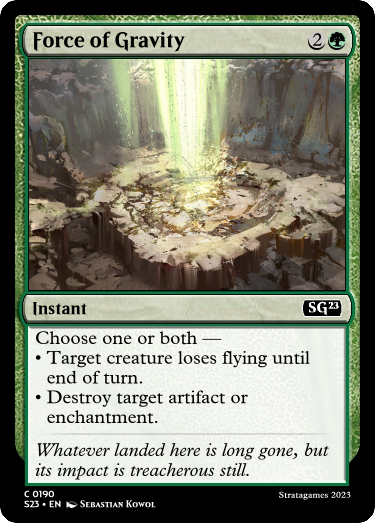 Force of Gravity 2
Instant SG23
Choose one or both —
• Target creature loses flying until
end of turn.
• Destroy target artifact or
enchantment.
Whatever landed here is long gone, but
its impact is treacherous still.
C 0190 Stratagames 2023
S23 • EN Sebastian Kowol